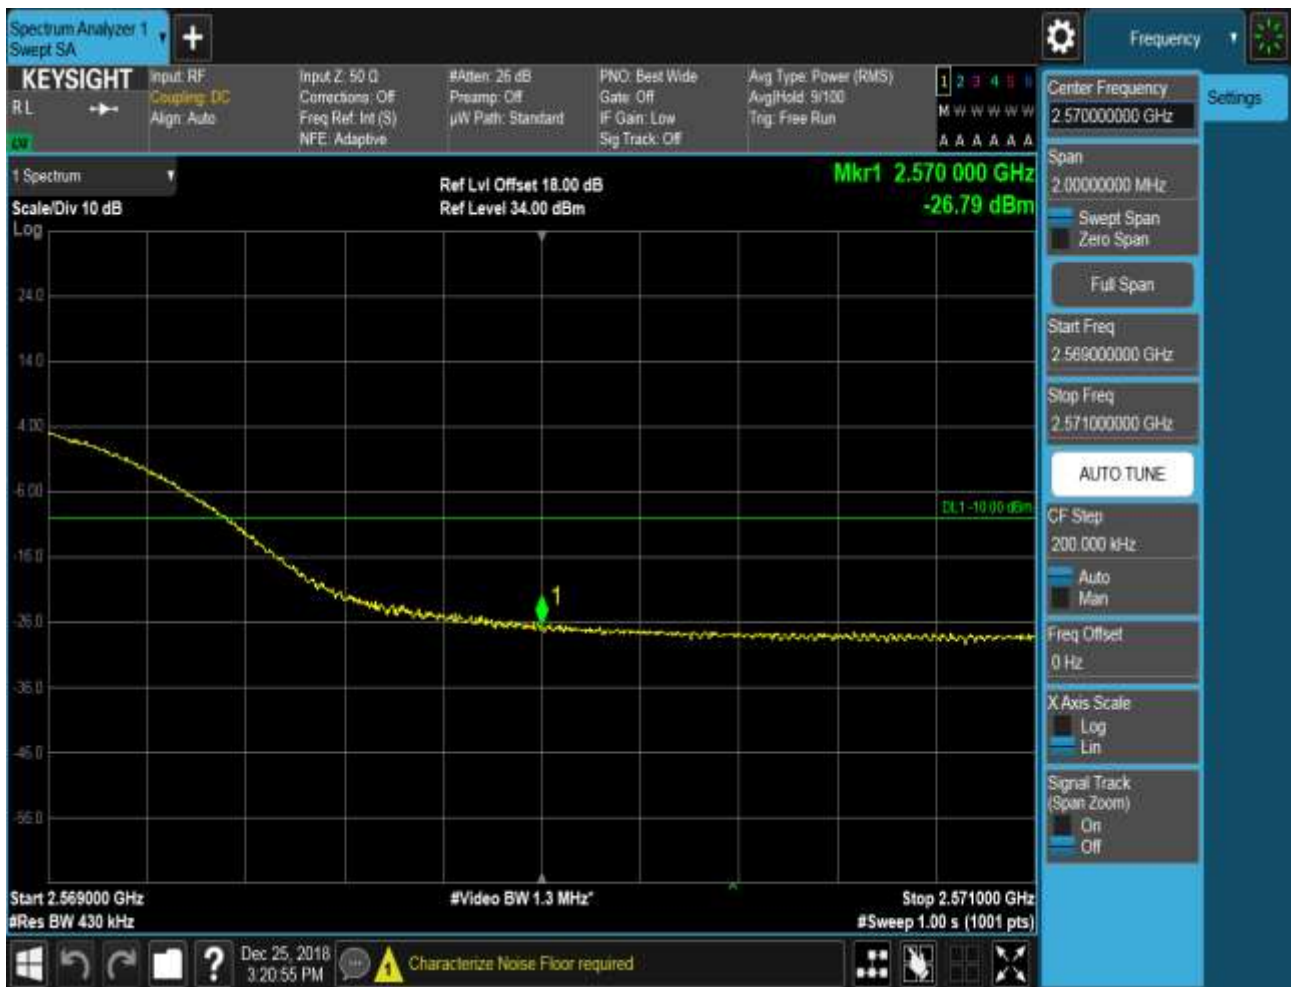 Spectrum Analyzer 1
Swept SA
Frequency
KEYSIGHT
R L
Input: RF
Coupling: DC
Align: Auto
Input Z: 50 Ω
Corrections: Off
Freq Ref: Int (S)
NFE: Adaptive
#Atten: 26 dB
Preamp: Off
µW Path: Standard
PNO: Best Wide
Gate: Off
IF Gain: Low
Sig Track: Off
Avg Type: Power (RMS)
Avg|Hold: 9/100
Trig: Free Run
1 2 3 4 5 6
M W W W W W
A A A A A A
1 Spectrum
Scale/Div 10 dB
Log
Ref Lvl Offset 18.00 dB
Ref Level 34.00 dBm
Mkr1 2.570 000 GHz
-26.79 dBm
24.0
14.0
4.00
-6.00
-16.0
-26.0
-36.0
-46.0
-56.0
DL1 -10.00 dBm
1
Start 2.569000 GHz
#Res BW 430 kHz
#Video BW 1.3 MHz*
Stop 2.571000 GHz
#Sweep 1.00 s (1001 pts)
Center Frequency
2.570000000 GHz
Settings
Span
2.00000000 MHz
Swept Span
Zero Span
Full Span
Start Freq
2.569000000 GHz
Stop Freq
2.571000000 GHz
AUTO TUNE
CF Step
200.000 kHz
Auto
Man
Freq Offset
0 Hz
X Axis Scale
Log
Lin
Signal Track
(Span Zoom)
On
Off
?
Dec 25, 2018
3:20:55 PM
1
Characterize Noise Floor required